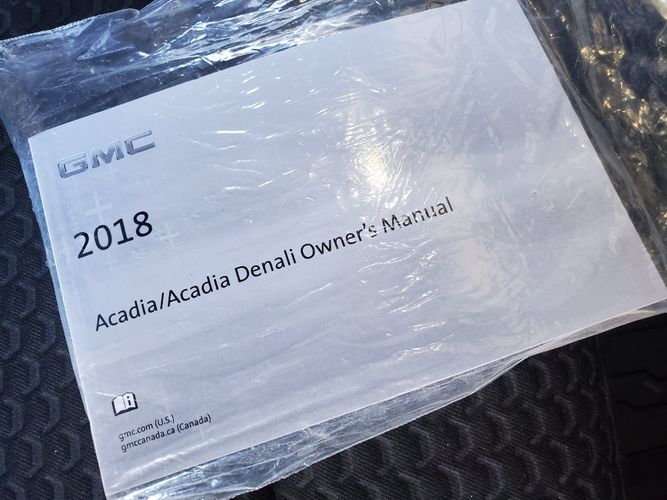 GMC
2018
Acadia/Acadia Denali Owner's Manual
gmc.com (U.S.)
gmccanada.ca (Canada)